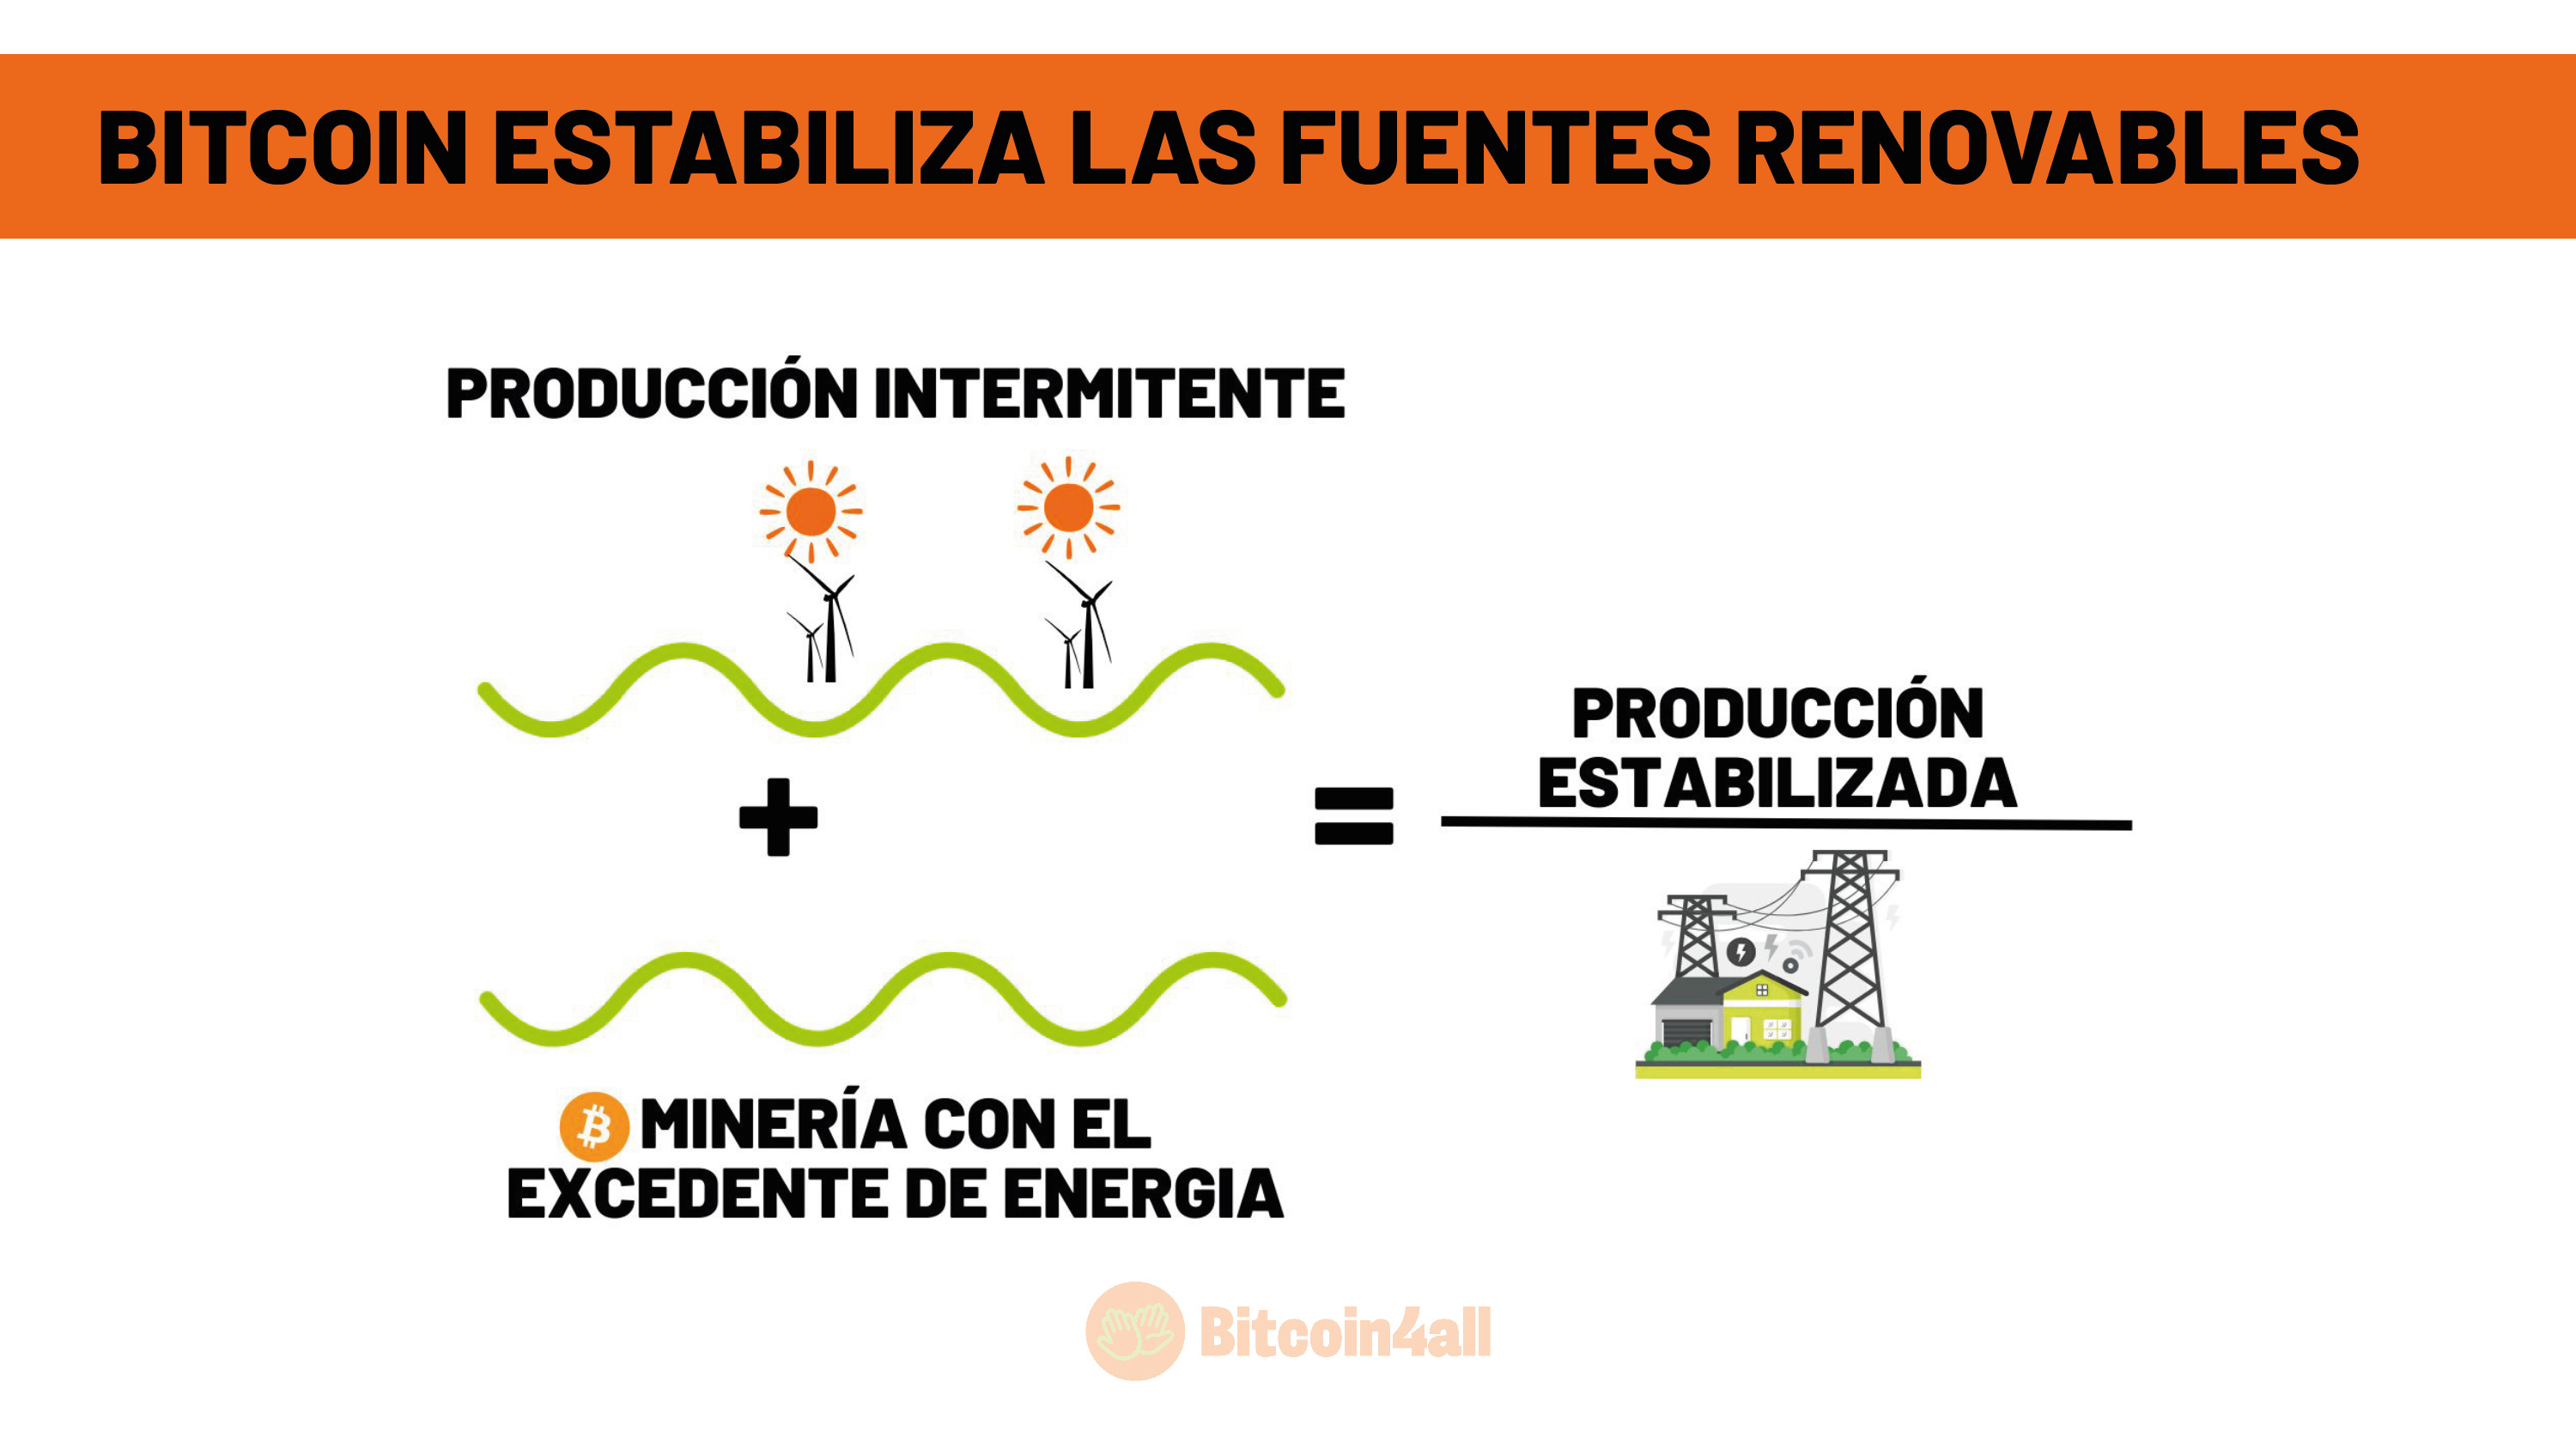 BITCOIN ESTABILIZA LAS FUENTES RENOVABLES
PRODUCCIÓN INTERMITENTE
+
=
PRODUCCIÓN
ESTABILIZADA
MINERÍA CON EL
EXCEDENTE DE ENERGIA
Bitcoin4all